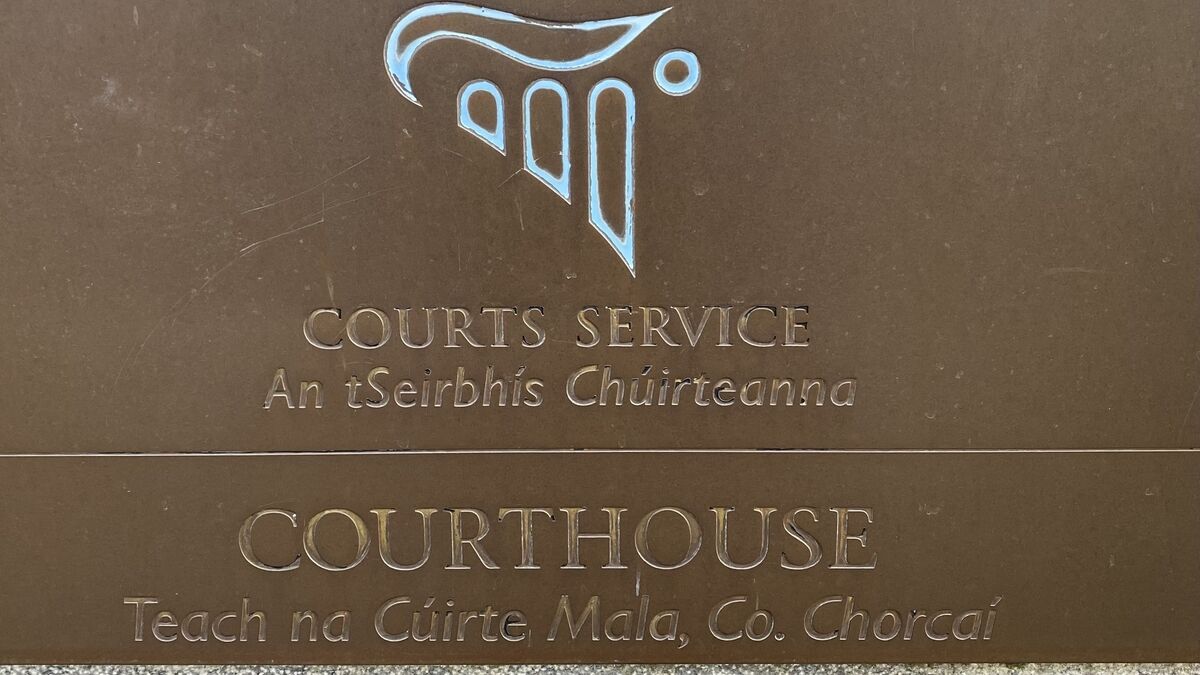 COURTS SERVICE
An tSeirbhís Chúirteanna
COURTHOUSE
Teach na Cúirte, Mala, Co. Chorcaí